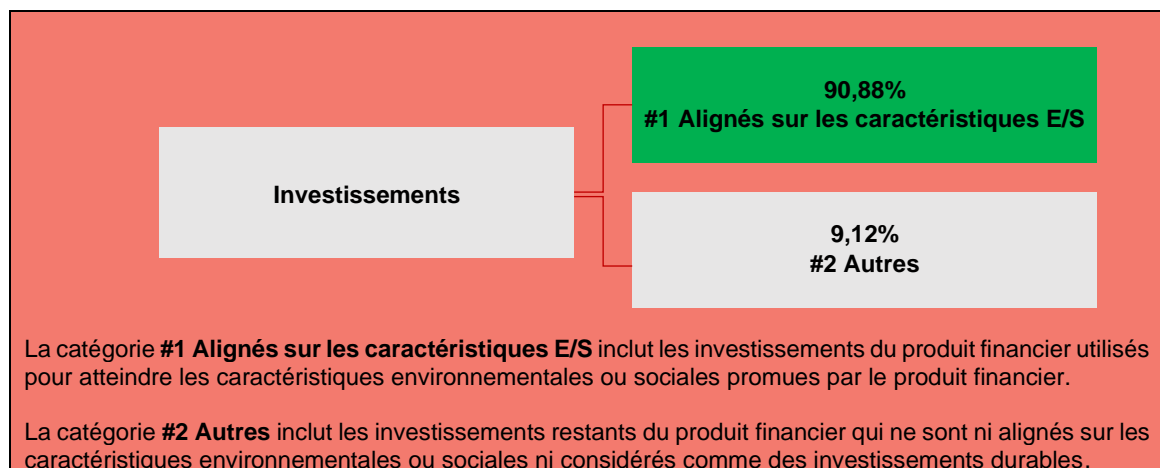 90,88%
#1 Alignés sur les caractéristiques E/S
Investissements
9,12%
#2 Autres
La catégorie #1 Alignés sur les caractéristiques E/S inclut les investissements du produit financier utilisés
pour atteindre les caractéristiques environnementales ou sociales promues par le produit financier.
La catégorie #2 Autres inclut les investissements restants du produit financier qui ne sont ni alignés sur les
caractéristiques environnementales ou sociales ni considérés comme des investissements durables.